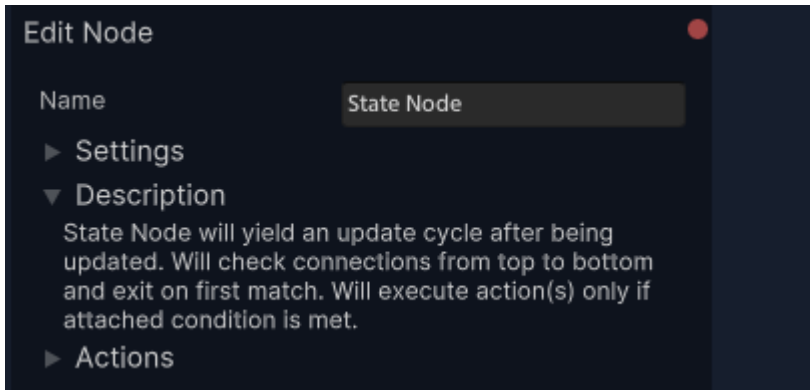 Edit Node
Name
State Node
Settings
Description
State Node will yield an update cycle after being
updated. Will check connections from top to bottom
and exit on first match. Will execute action(s) only if
attached condition is met.
Actions